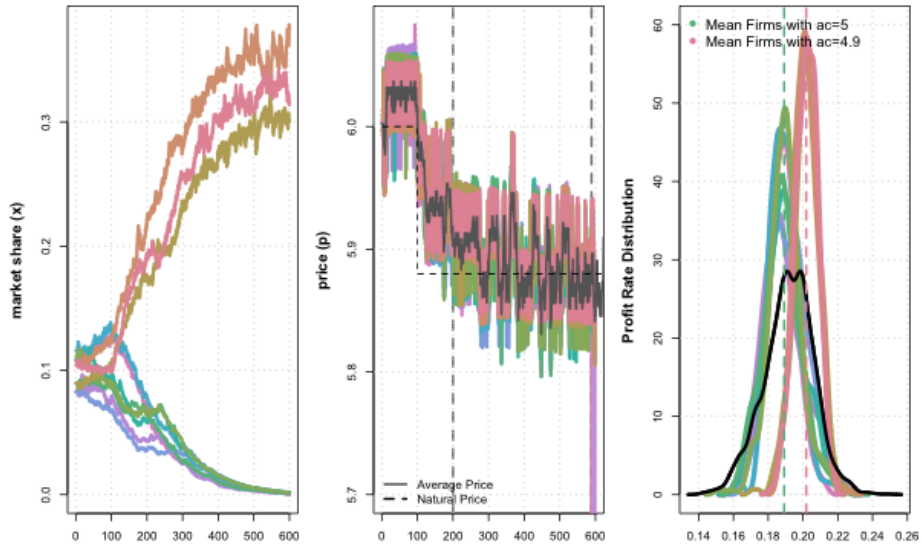 market share (x)
0.0
0.1
0.2
0.3
0 100 200 300 400 500 600
price (p)
5.7
5.8
5.9
6.0
Average Price
Natural Price
0 100 200 300 400 500 600
Profit Rate Distribution
0
10
20
30
40
50
60
Mean Firms with ac=5
Mean Firms with ac=4.9
0.14 0.16 0.18 0.20 0.22 0.24 0.26